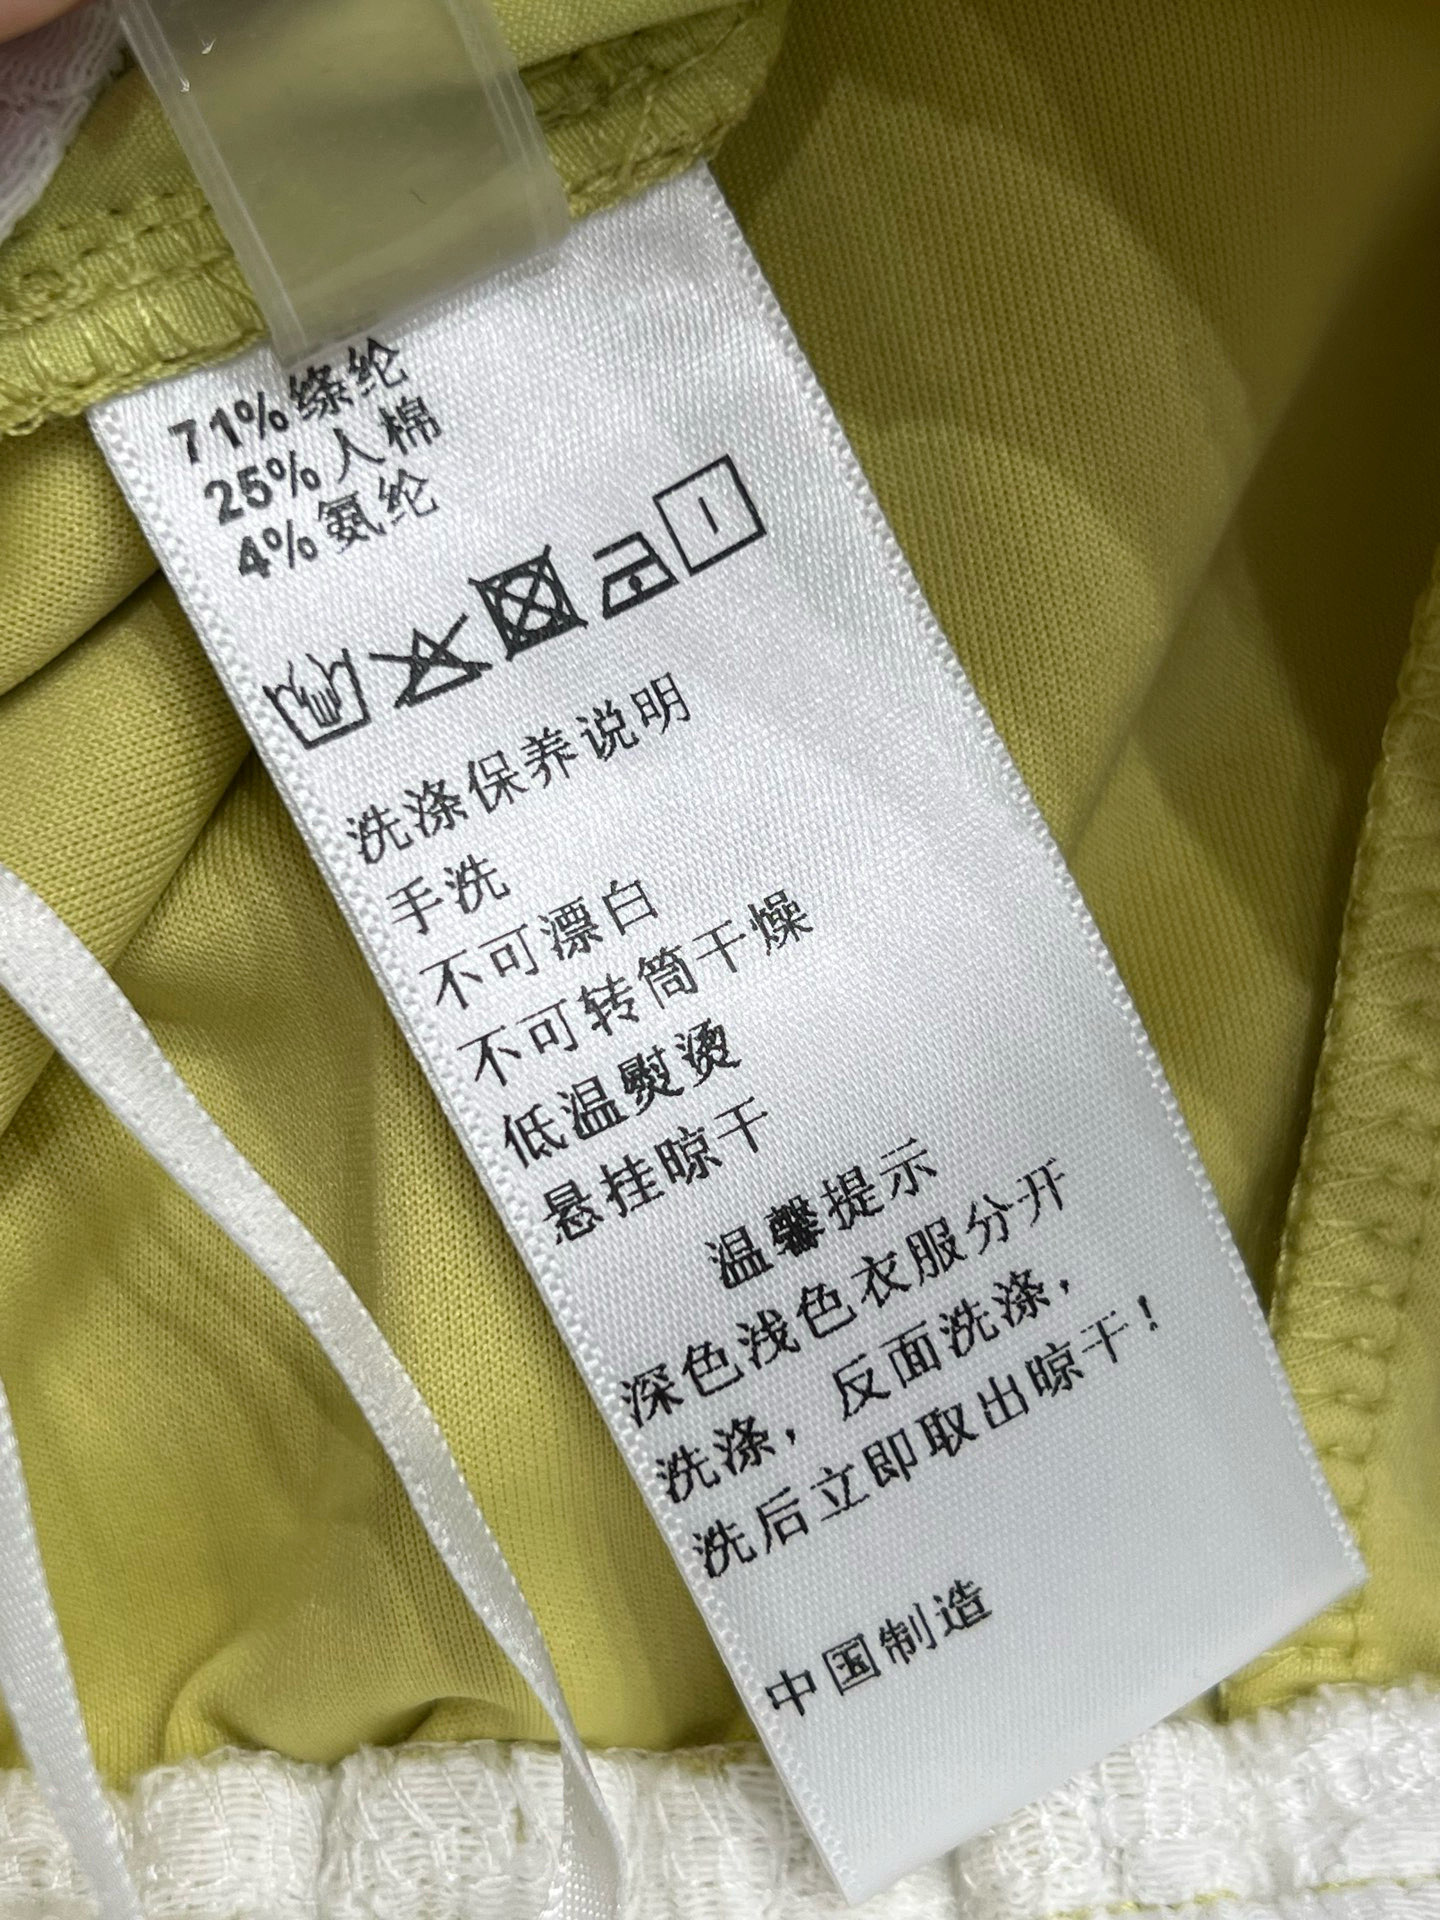 71%涤纶
25%人棉
4%氨纶
洗涤保养说明
手洗
不可漂白
不可转筒干燥
低温熨烫
悬挂晾干
温馨提示
深色浅色衣服分开
洗涤，反面洗涤，
洗后立即取出晾干！
中国制造